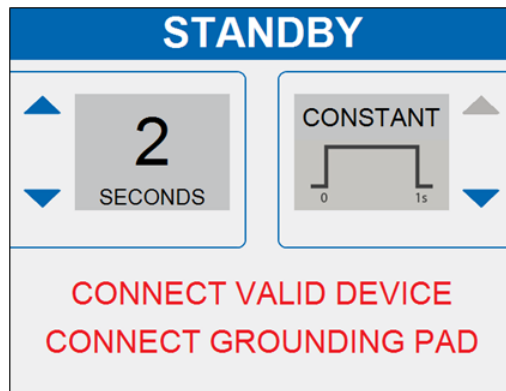 STANDBY
2
SECONDS
CONSTANT
0 1s
CONNECT VALID DEVICE
CONNECT GROUNDING PAD